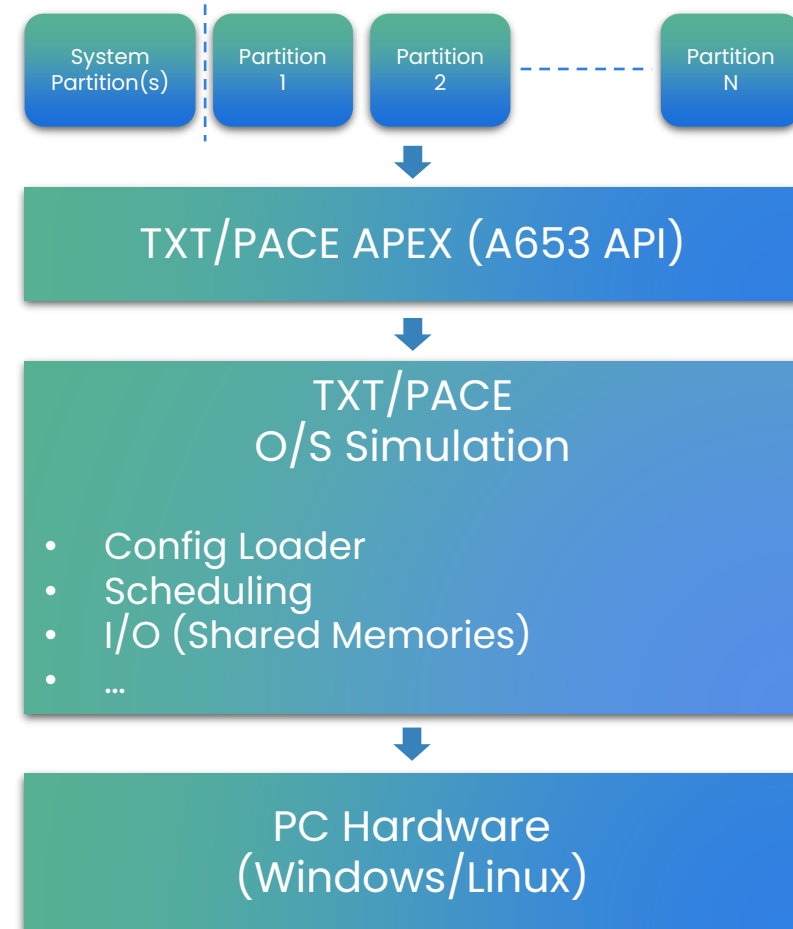 System
Partition(s)
Partition
1
Partition
2
Partition
N
TXT/PACE APEX (A653 API)
TXT/PACE
O/S Simulation
• Config Loader
• Scheduling
• I/O (Shared Memories)
• ...
PC Hardware
(Windows/Linux)